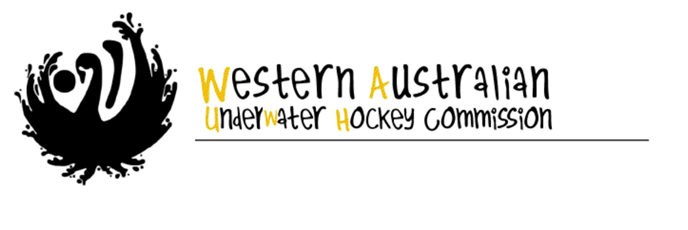 Western Australian
UnderWater Hockey Commission